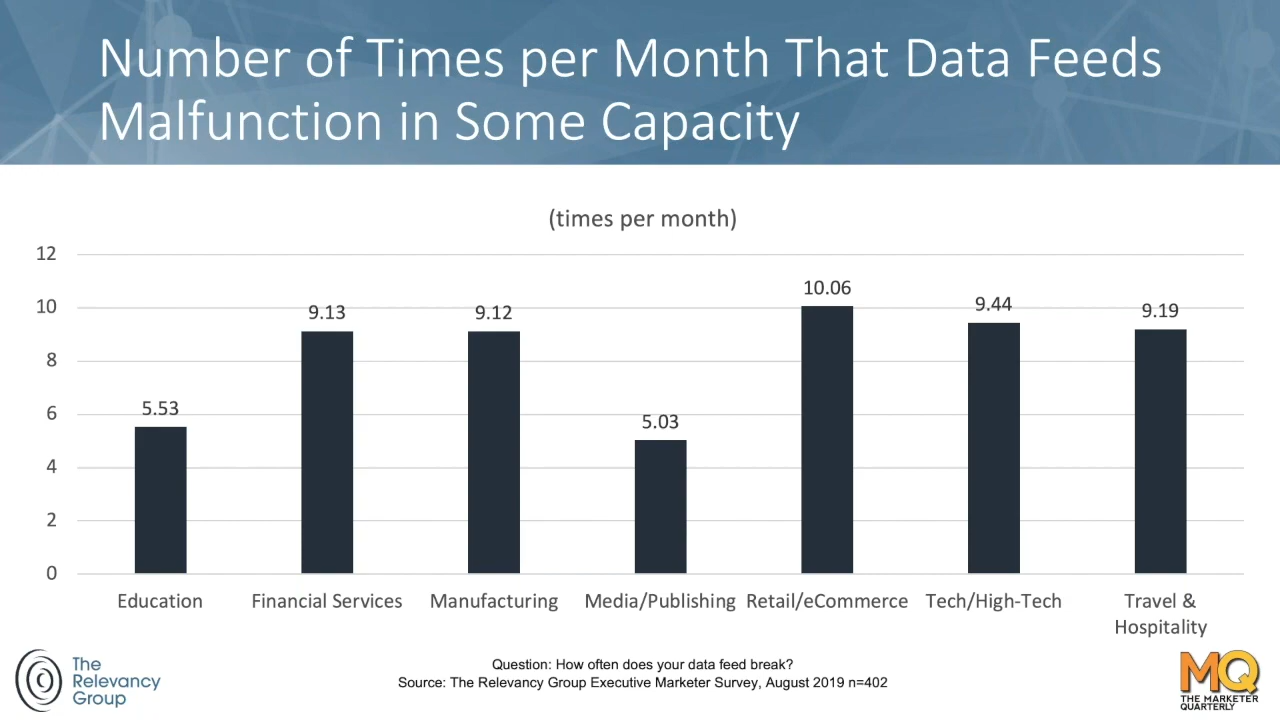 Number of Times per Month That Data Feeds
Malfunction in Some Capacity
(times per month)
12
10
8
6
4
2
0
5.53
9.13
9.12
5.03
10.06
9.44
9.19
Education
Financial Services
Manufacturing
Media/Publishing
Retail/eCommerce
Tech/High-Tech
Travel &
Hospitality
The
Relevancy
Group
Question: How often does your data feed break?
Source: The Relevancy Group Executive Marketer Survey, August 2019 n=402
MQ
THE MARKETER
QUARTERLY